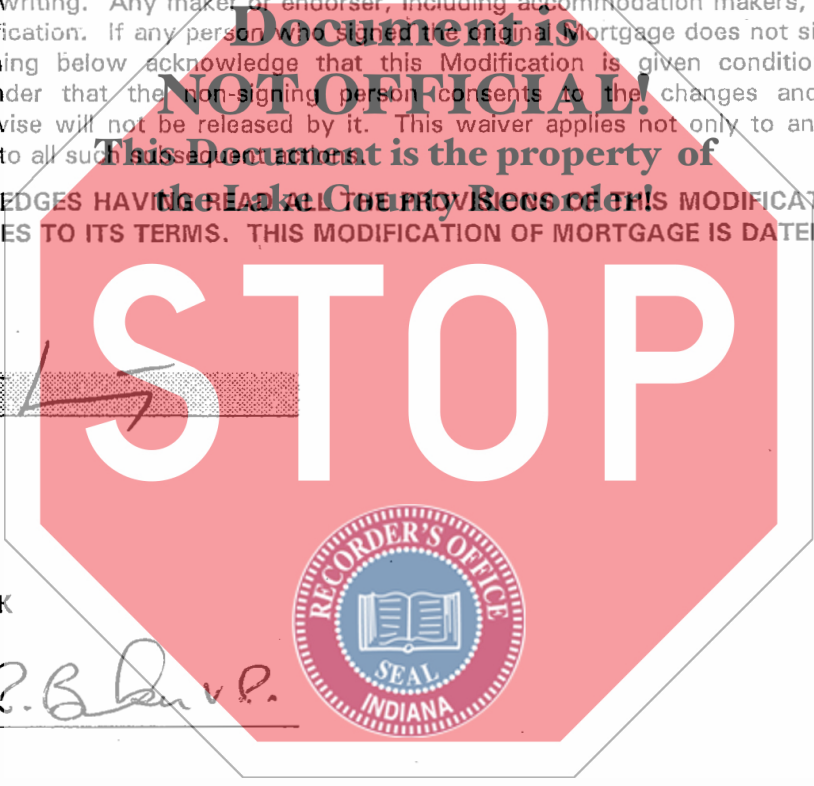 writing. Any maker or endorser, including accommodation makers,
Document is
ication. If any person who signed the original Mortgage does not si
ing below acknowledge that this Modification is given conditio
NOT OFFICIAL!
der that the non-signing person consents to the changes and
vise will not be released by it. This waiver applies not only to an
This Document is the property of
to all such subsequent actions.
the Lake County Recorder!
EDGES HAVING READ ALL THE PROVISIONS OF THIS MODIFICAT
ES TO ITS TERMS. THIS MODIFICATION OF MORTGAGE IS DATE
STOP
RECORDER'S OFFICE
SEAL
INDIANA
K